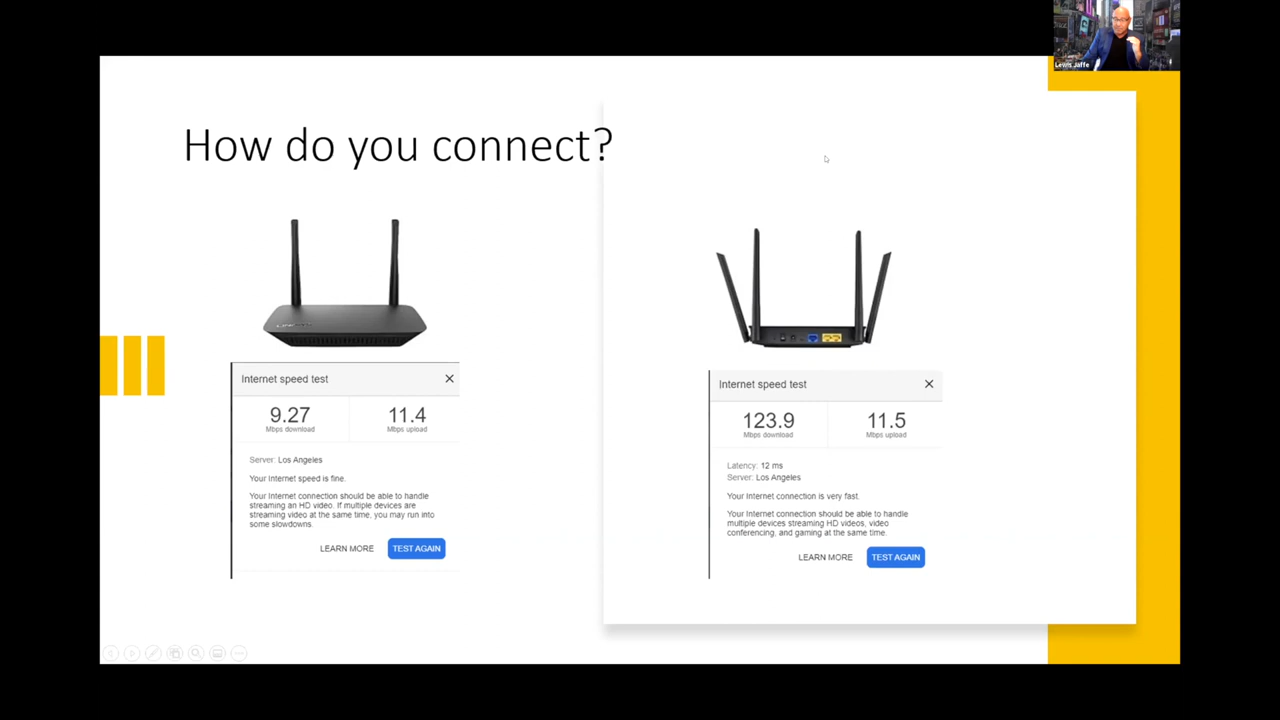 Lewis Jaffe
How do you connect?
Internet speed test
9.27
11.4
Mbps download
Mbps upload
Server: Los Angeles
Your Internet speed is fine.
Your Internet connection should be able to handle
streaming an HD video. If multiple devices are
streaming video at the same time, you may run into
some slowdowns.
LEARN MORE
TEST AGAIN
Internet speed test
123.9
11.5
Mbps download
Mbps upload
Latency: 12 ms
Server: Los Angeles
Your Internet connection is very fast.
Your Internet connection should be able to handle
multiple devices streaming HD videos, video
conferencing, and gaming at the same time.
LEARN MORE
TEST AGAIN